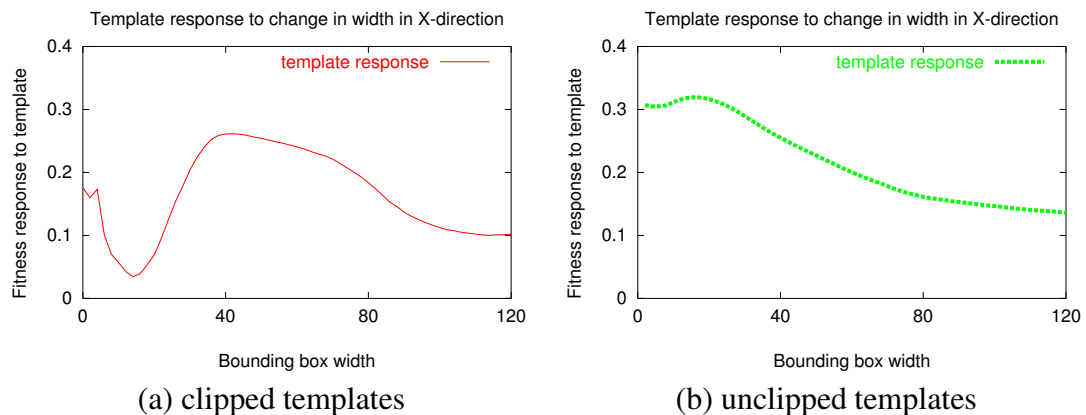 Template response to change in width in X-direction
0.4
0.3
0.2
0.1
0
Fitness response to template
template response
0 40 80 120
Bounding box width
(a) clipped templates
Template response to change in width in X-direction
0.4
0.3
0.2
0.1
0
Fitness response to template
template response
0 40 80 120
Bounding box width
(b) unclipped templates